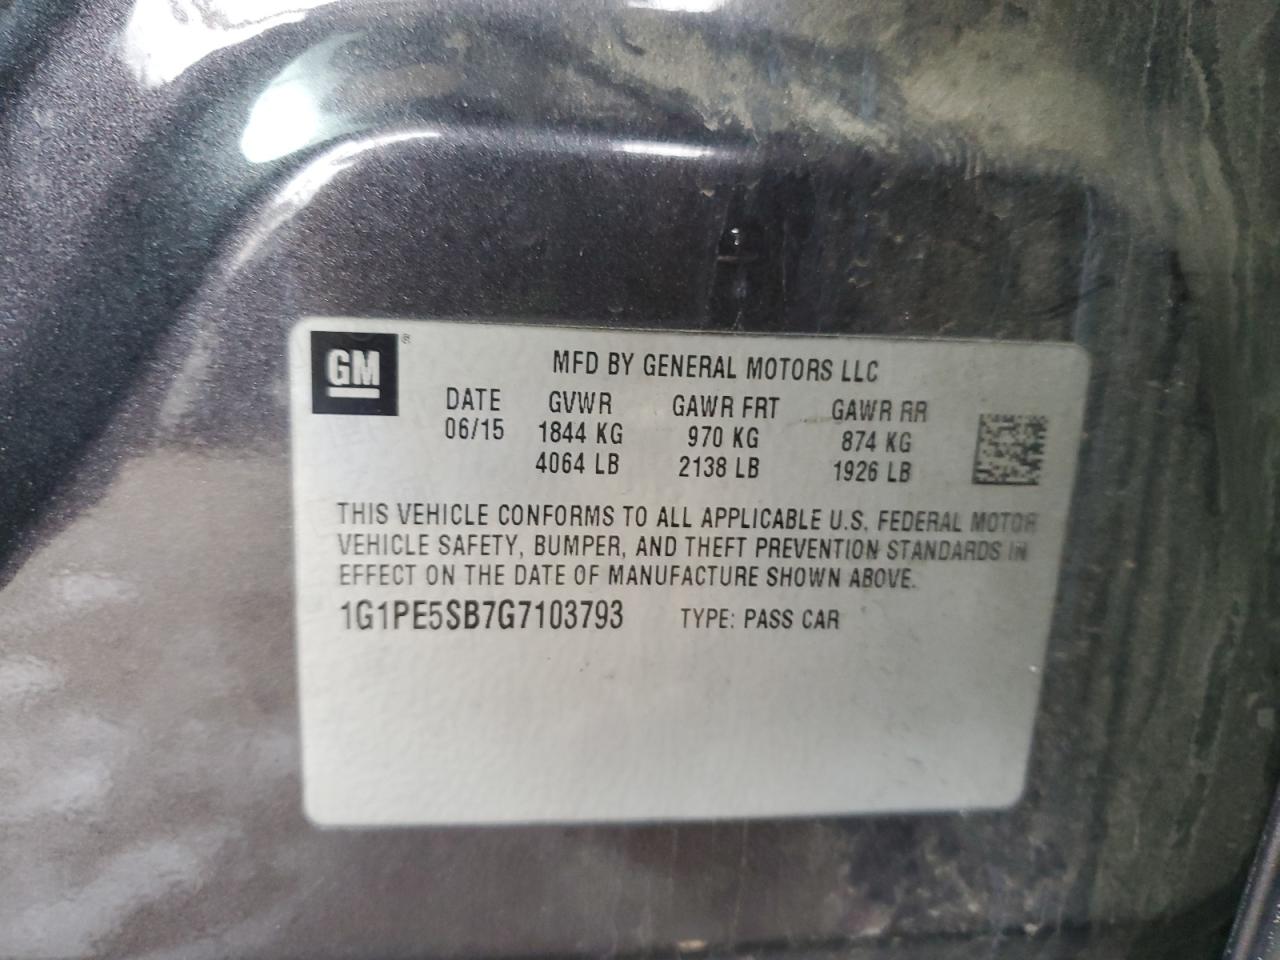 GM ®
MFD BY GENERAL MOTORS LLC
DATE GVWR GAWR FRT GAWR RR
06/15 1844 KG 970 KG 874 KG
4064 LB 2138 LB 1926 LB
THIS VEHICLE CONFORMS TO ALL APPLICABLE U.S. FEDERAL MOTOR
VEHICLE SAFETY, BUMPER, AND THEFT PREVENTION STANDARDS IN
EFFECT ON THE DATE OF MANUFACTURE SHOWN ABOVE.
1G1PE5SB7G7103793 TYPE: PASS CAR